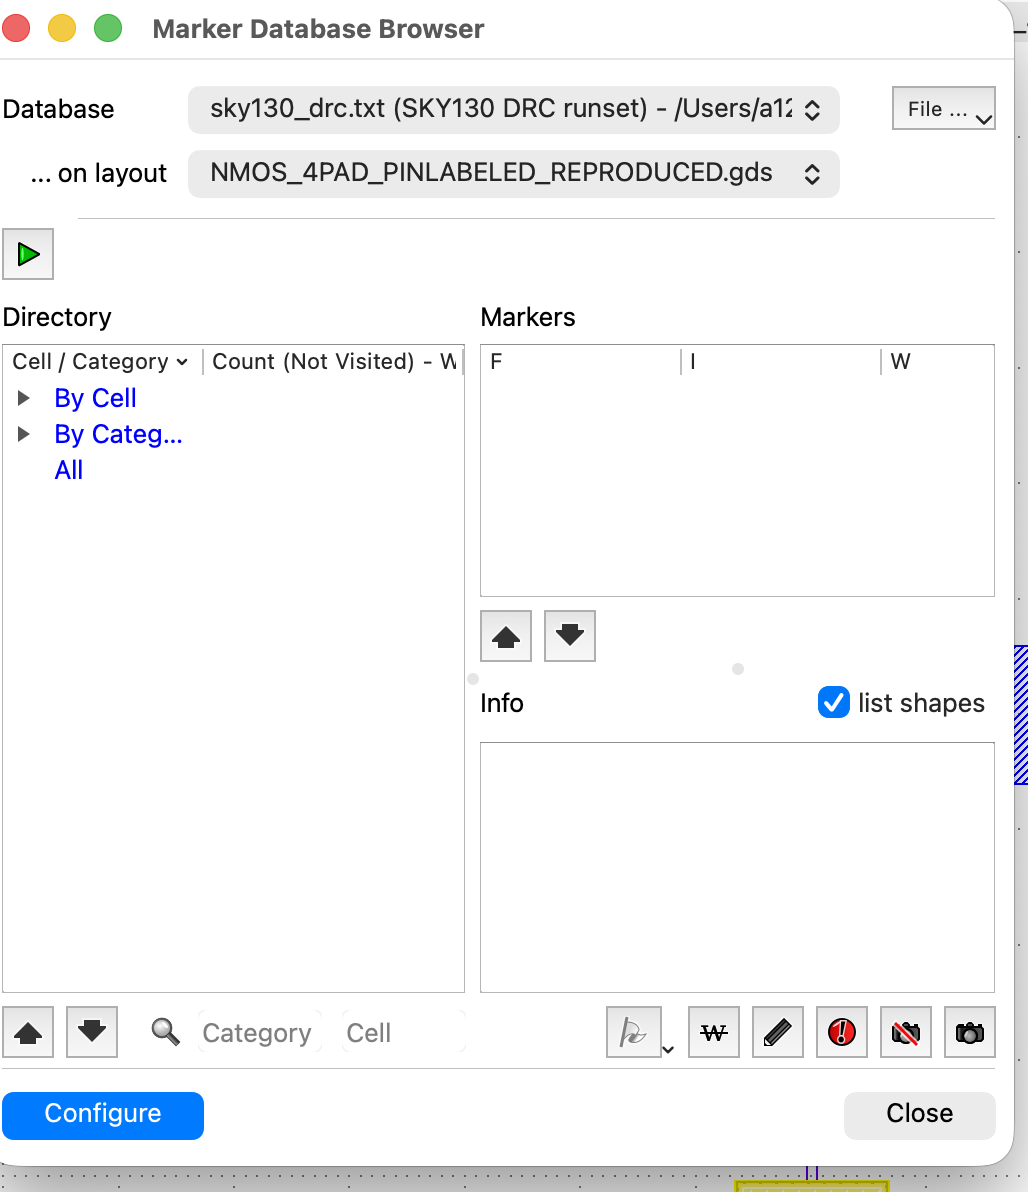 Marker Database Browser
Database
sky130_drc.txt (SKY130 DRC runset) - /Users/a12
File ...
... on layout
NMOS_4PAD_PINLABELED_REPRODUCED.gds
Directory
Markers
Cell / Category
Count (Not Visited) - W
F
I
W
By Cell
By Categ...
All
Info
list shapes
Category
Cell
W
Configure
Close